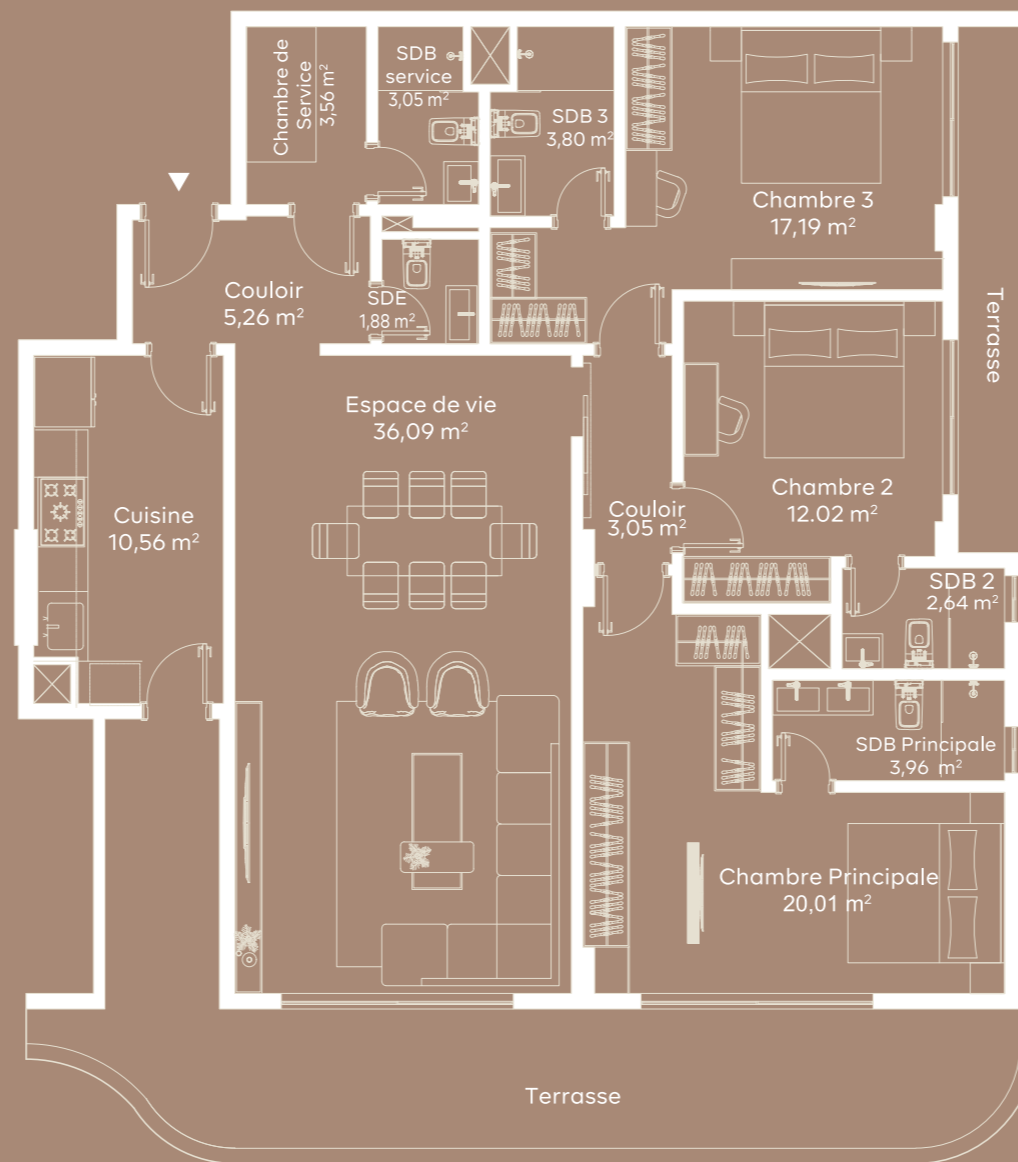 Chambre de
Service
3,56 m²
SDB
service
3,05 m²
SDB 3
3,80 m²
Chambre 3
17,19 m²
Couloir
5,26 m²
SDE
1,88 m²
Terrasse
Espace de vie
36,09 m²
Chambre 2
12.02 m²
Cuisine
10,56 m²
Couloir
3,05 m²
SDB 2
2,64 m²
SDB Principale
3,96 m²
Chambre Principale
20,01 m²
Terrasse